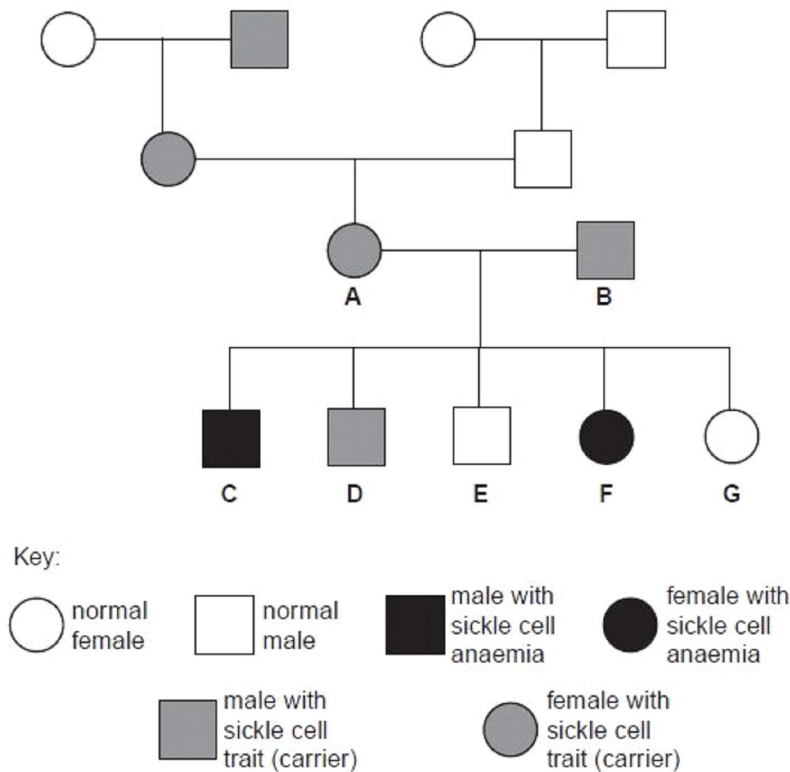 A
B
C
D
E
F
G
Key:
normal
female
normal
male
male with
sickle cell
anaemia
female with
sickle cell
anaemia
male with
sickle cell
trait (carrier)
female with
sickle cell
trait (carrier)